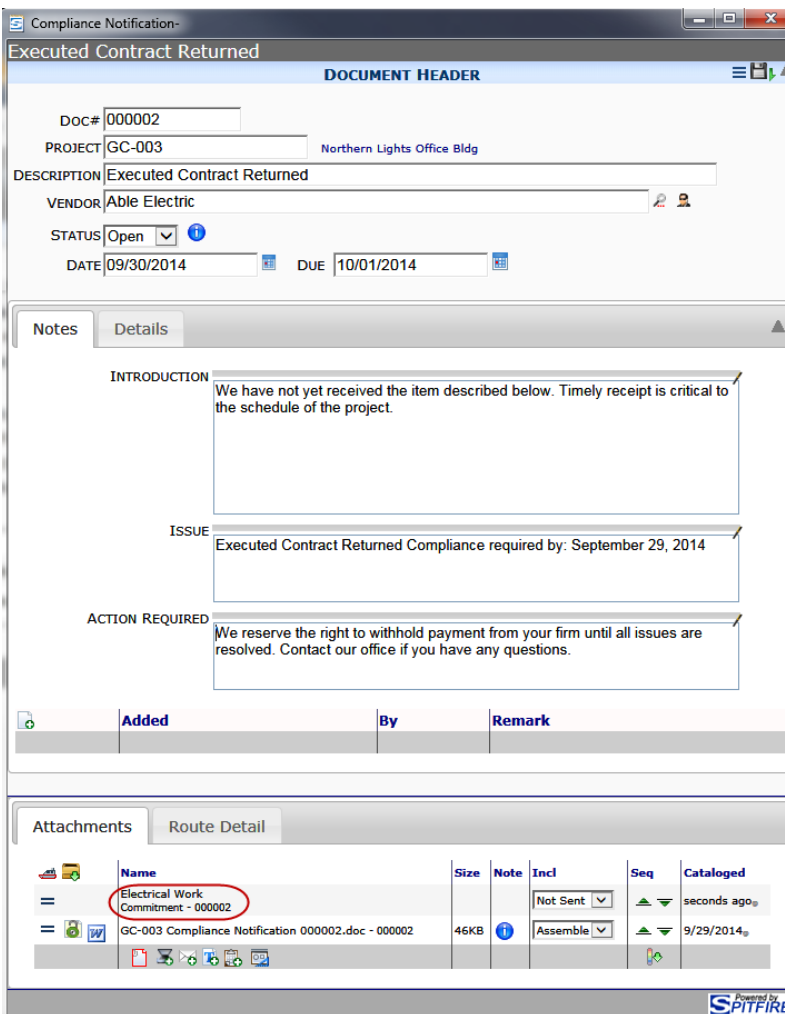 Compliance Notification-
Executed Contract Returned
DOCUMENT HEADER
DOC# 000002
PROJECT GC-003 Northern Lights Office Bldg
DESCRIPTION Executed Contract Returned
VENDOR Able Electric
STATUS Open
DATE 09/30/2014 DUE 10/01/2014
Notes Details
INTRODUCTION
We have not yet received the item described below. Timely receipt is critical to
the schedule of the project.
ISSUE
Executed Contract Returned Compliance required by: September 29, 2014
ACTION REQUIRED
We reserve the right to withhold payment from your firm until all issues are
resolved. Contact our office if you have any questions.
Added By Remark
Attachments Route Detail
Name Size Note Incl Seq Cataloged
Electrical Work
Commitment - 000002 Not Sent seconds ago
GC-003 Compliance Notification 000002.doc - 000002 46KB Assemble 9/29/2014
Powered by
SPITFIRE